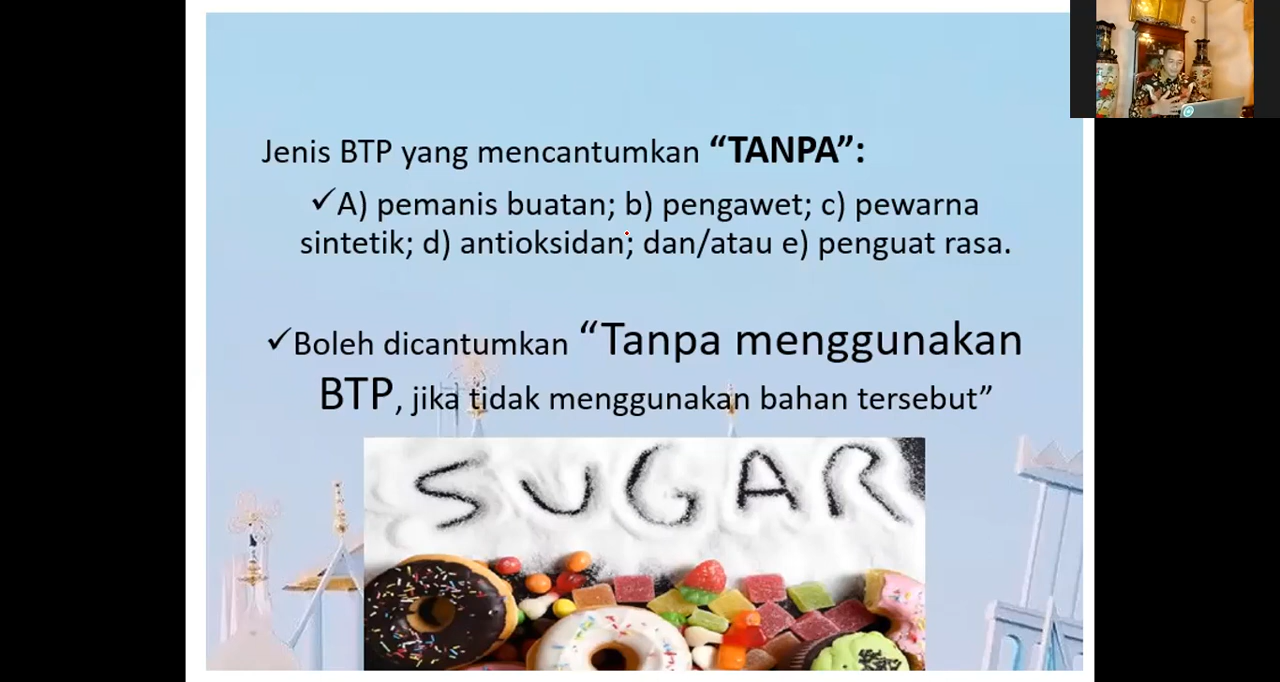 Jenis BTP yang mencantumkan “TANPA”:
✓A) pemanis buatan; b) pengawet; c) pewarna
sintetik; d) antioksidan; dan/atau e) penguat rasa.
✓Boleh dicantumkan “Tanpa menggunakan
BTP, jika tidak menggunakan bahan tersebut”
SUGAR